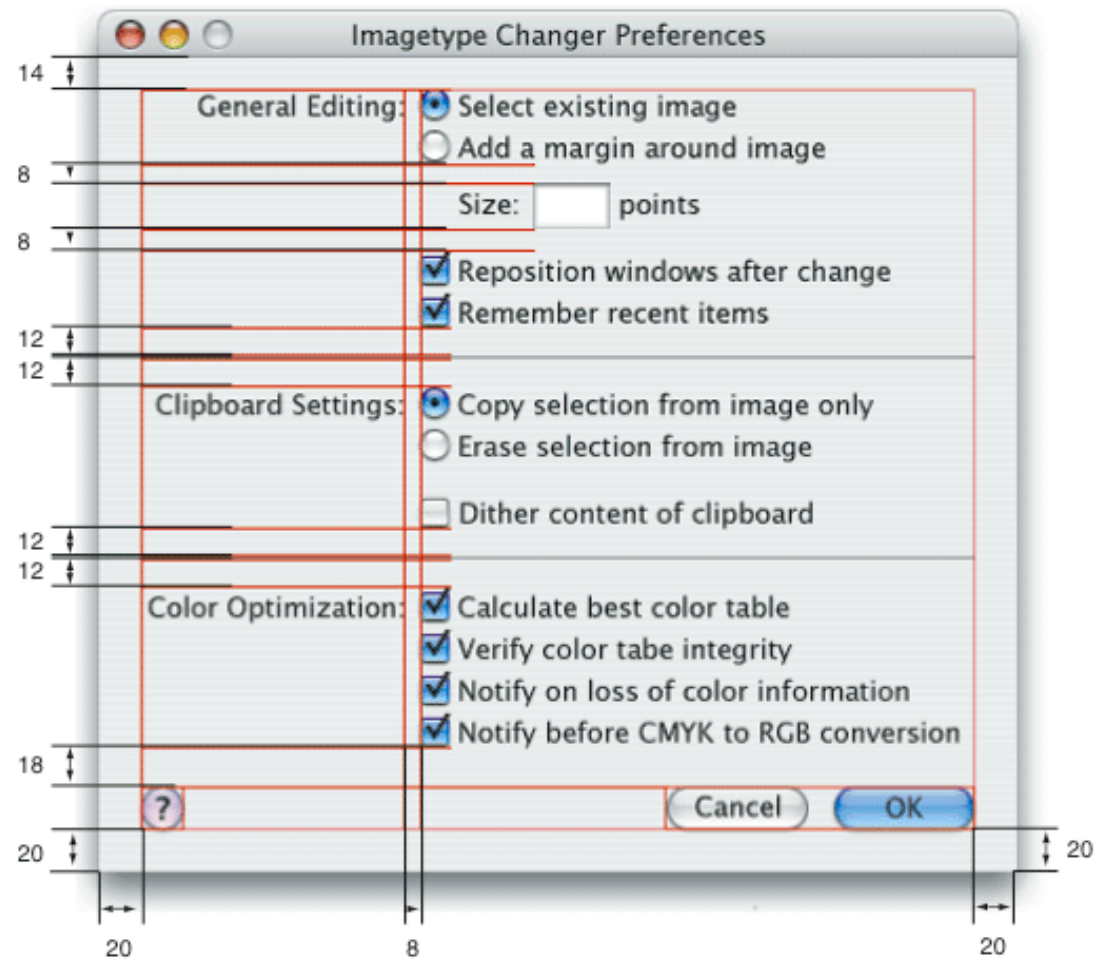 Imagetype Changer Preferences
14
General Editing: Select existing image
Add a margin around image
8
Size: points
8
Reposition windows after change
Remember recent items
12
12
Clipboard Settings: Copy selection from image only
Erase selection from image
Dither content of clipboard
12
12
Color Optimization: Calculate best color table
Verify color tabe integrity
Notify on loss of color information
Notify before CMYK to RGB conversion
18
? Cancel OK
20 20
20 8 20